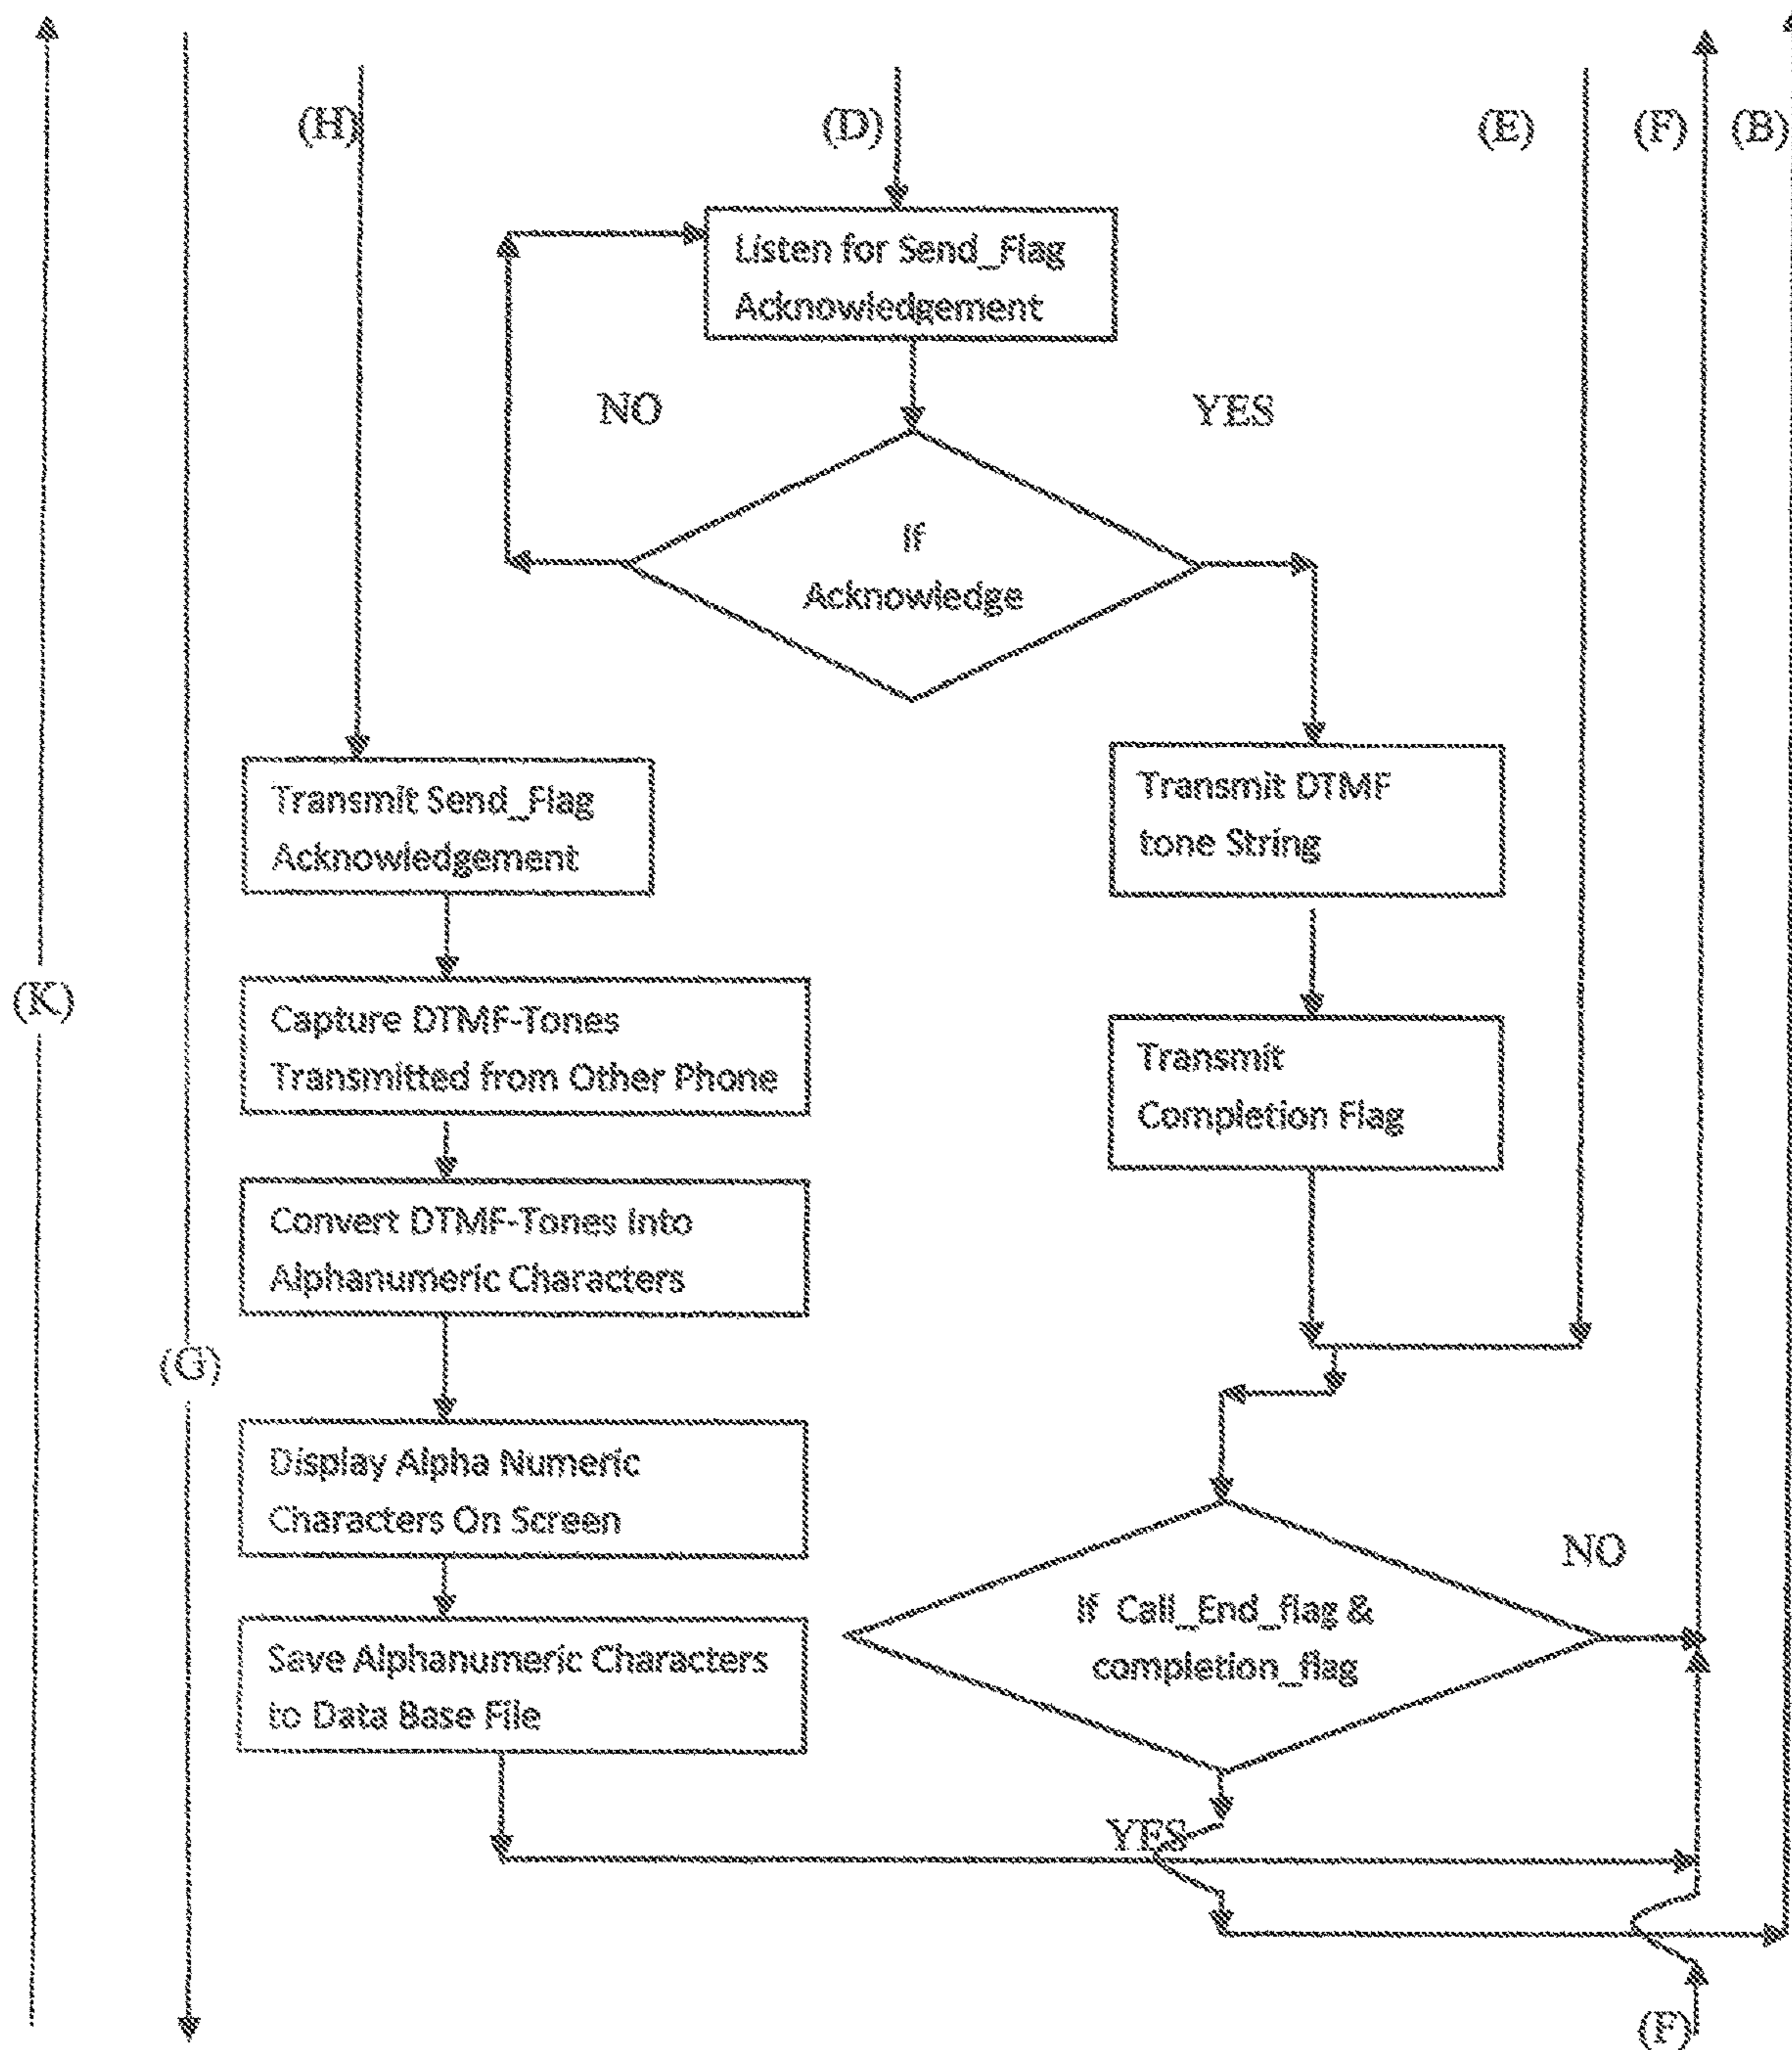 (H)
(D)
(E)
(F)
(B)
Listen for Send_Flag
Acknowledgement
NO
YES
If
Acknowledge
Transmit Send_Flag
Acknowledgement
Transmit DTMF
tone String
(K)
Capture DTMF-Tones
Transmitted from Other Phone
Transmit
Completion Flag
Convert DTMF-Tones Into
Alphanumeric Characters
(G)
Display Alpha Numeric
Characters On Screen
NO
If Call_End_flag &
completion_flag
Save Alphanumeric Characters
to Data Base File
YES
(F)